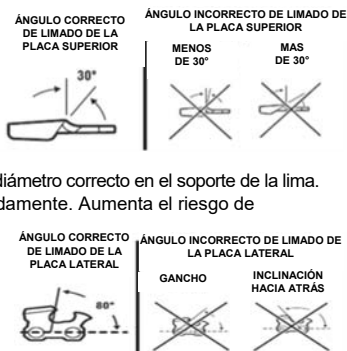 ÁNGULO CORRECTO
DE LIMADO DE LA
PLACA SUPERIOR
30°
ÁNGULO INCORRECTO DE LIMADO DE
LA PLACA SUPERIOR
MENOS
DE 30°
MAS
DE 30°
diámetro correcto en el soporte de la lima.
damente. Aumenta el riesgo de
ÁNGULO CORRECTO
DE LIMADO DE LA
PLACA LATERAL
80°
ÁNGULO INCORRECTO DE LIMADO DE
LA PLACA LATERAL
GANCHO
INCLINACIÓN
HACIA ATRÁS